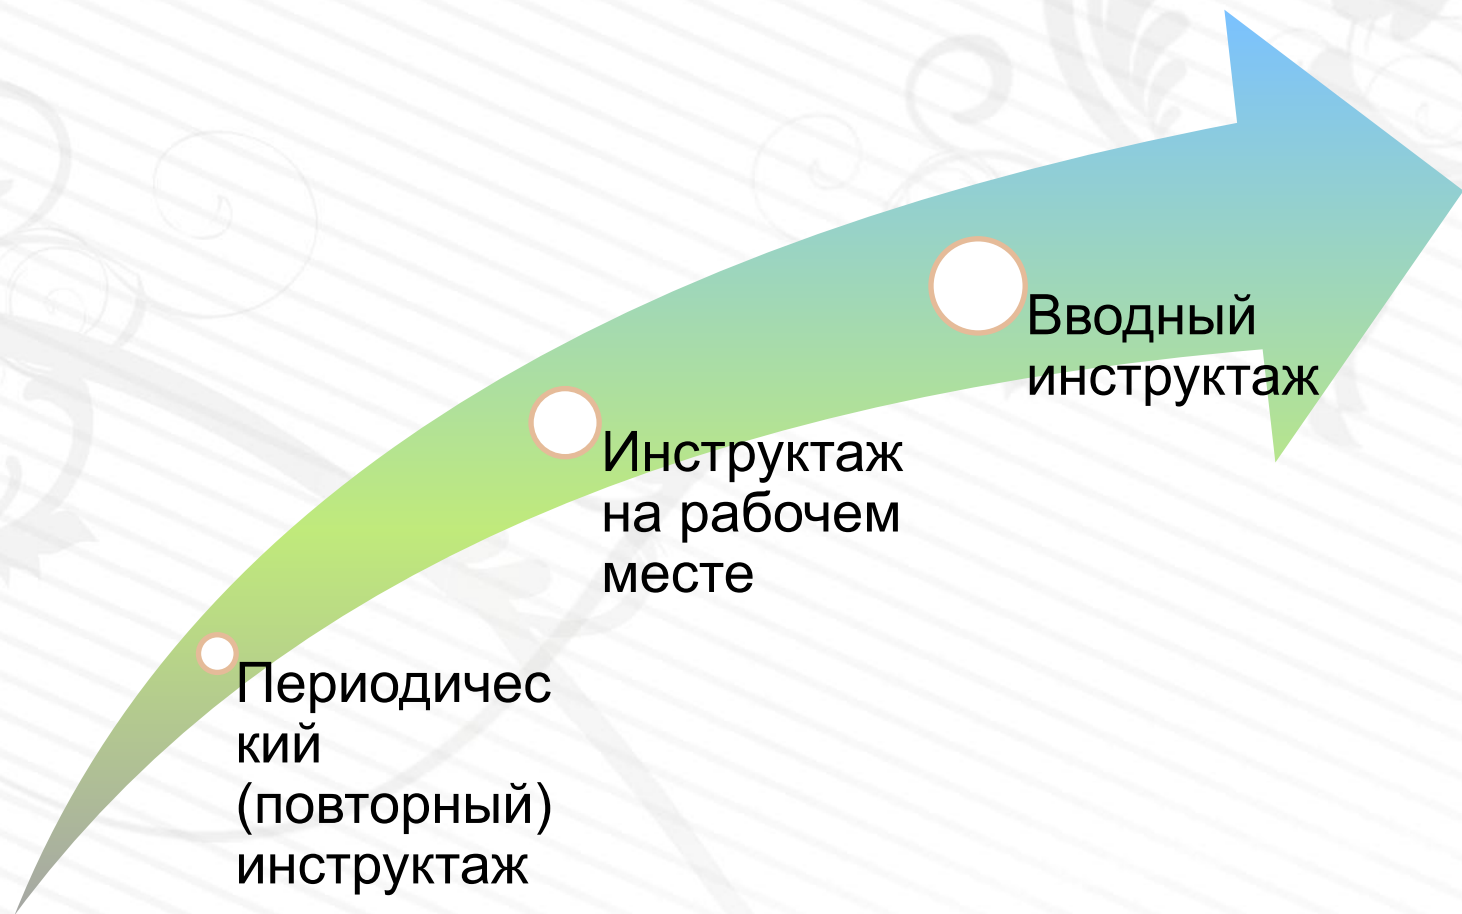 Вводный
инструктаж
Инструктаж
на рабочем
месте
Периодичес
кий
(повторный)
инструктаж